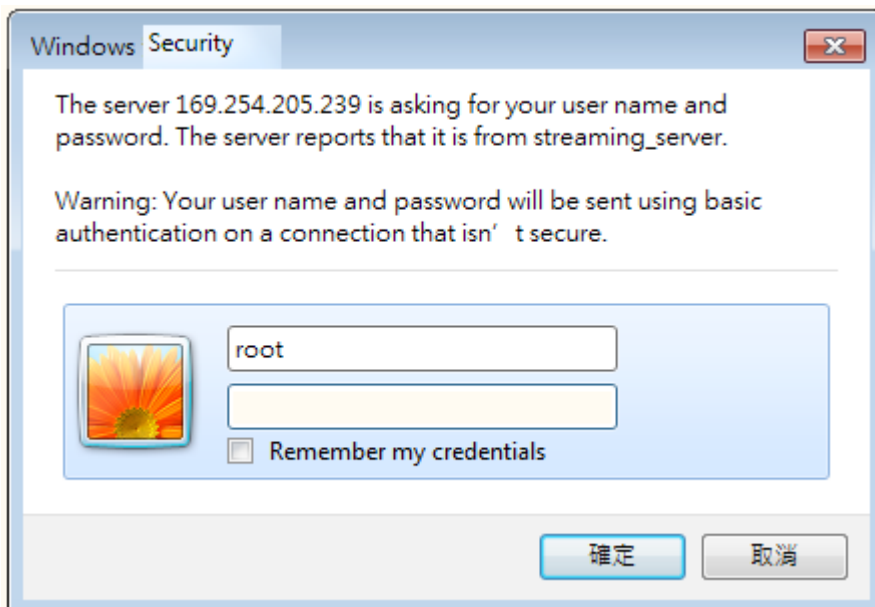 Windows Security
The server 169.254.205.239 is asking for your user name and
password. The server reports that it is from streaming_server.
Warning: Your user name and password will be sent using basic
authentication on a connection that isn’ t secure.
root
Remember my credentials
確定 取消